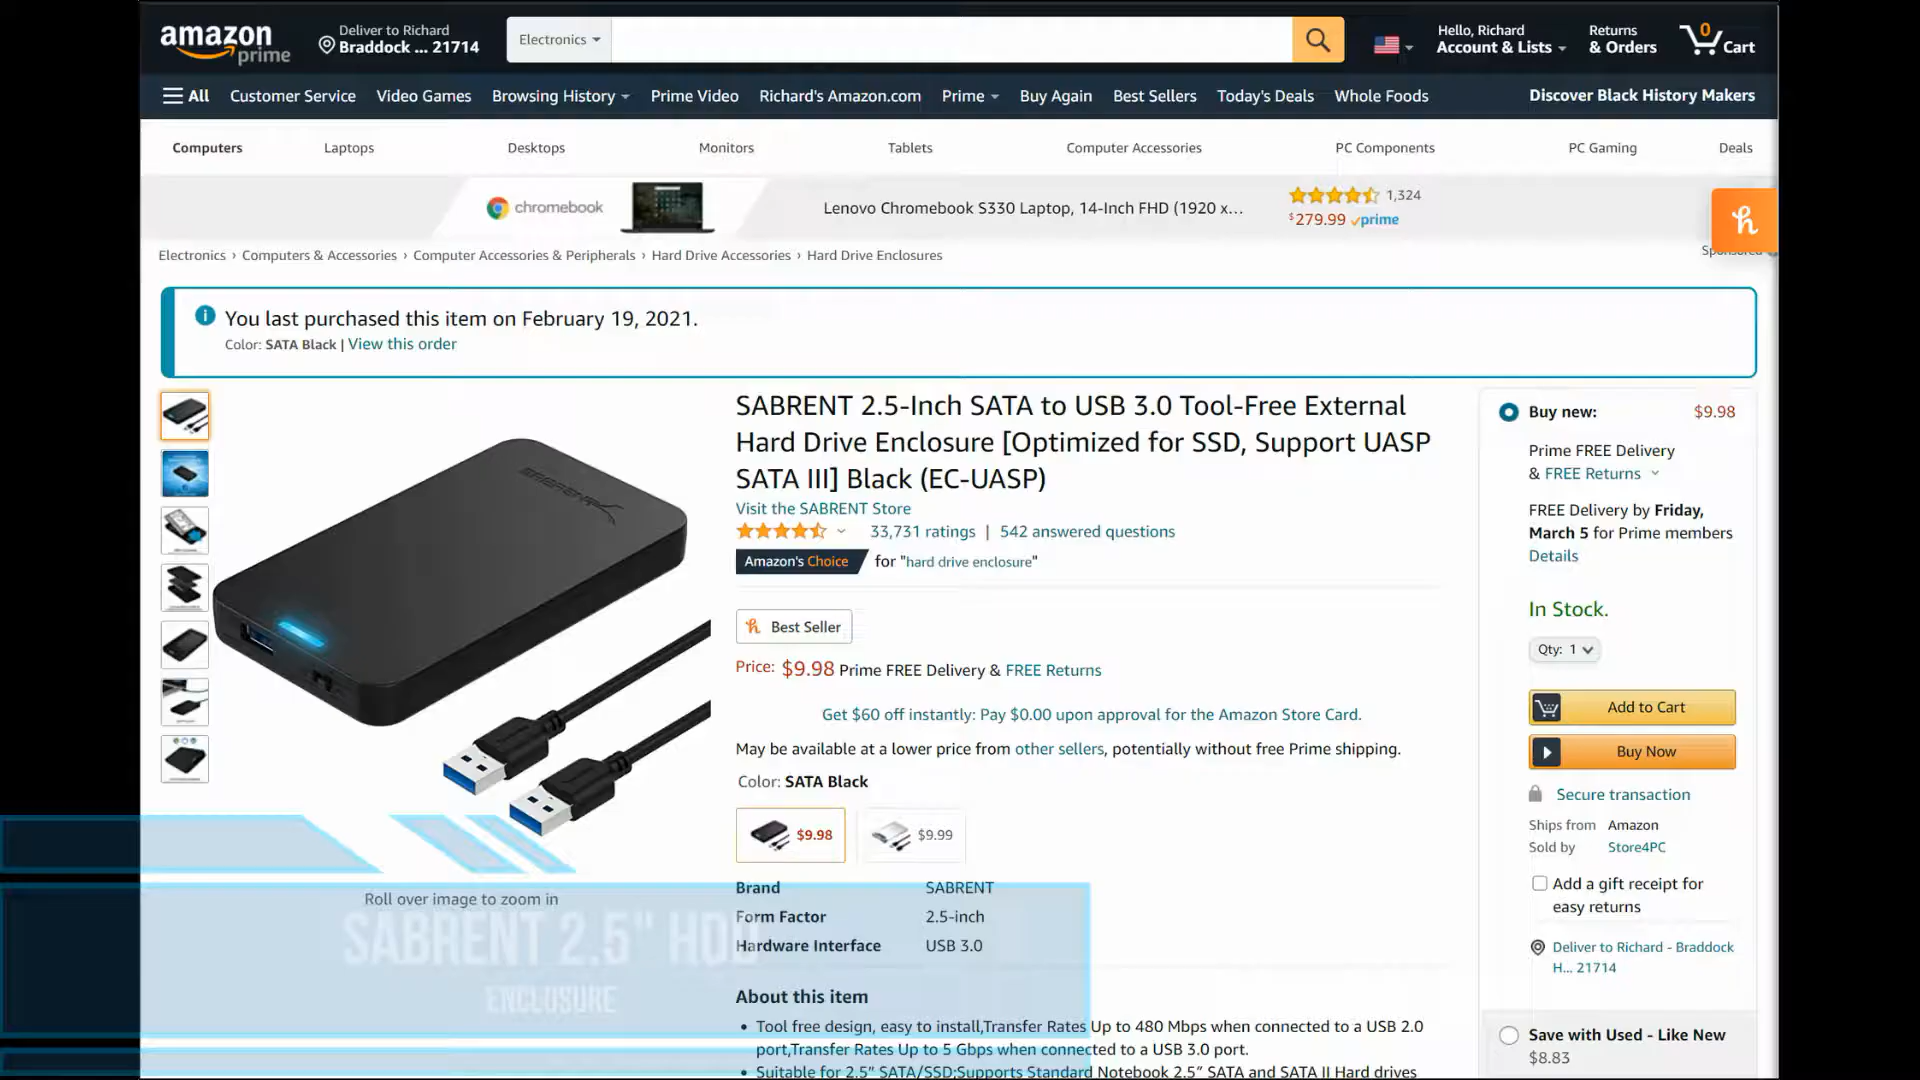 amazon
prime
Deliver to Richard
Braddock ... 21714
Electronics
Hello, Richard
Account & Lists
Returns
& Orders
0
Cart
All
Customer Service
Video Games
Browsing History
Prime Video
Richard's Amazon.com
Prime
Buy Again
Best Sellers
Today's Deals
Whole Foods
Discover Black History Makers
Computers
Laptops
Desktops
Monitors
Tablets
Computer Accessories
PC Components
PC Gaming
Deals
chromebook
Lenovo Chromebook S330 Laptop, 14-Inch FHD (1920 x...
1,324
$279.99 prime
h
Sponsored
Electronics › Computers & Accessories › Computer Accessories & Peripherals › Hard Drive Accessories › Hard Drive Enclosures
You last purchased this item on February 19, 2021.
Color: SATA Black | View this order
SABRENT
Roll over image to zoom in
SABRENT 2.5-Inch SATA to USB 3.0 Tool-Free External
Hard Drive Enclosure [Optimized for SSD, Support UASP
SATA III] Black (EC-UASP)
Visit the SABRENT Store
33,731 ratings | 542 answered questions
Amazon's Choice for "hard drive enclosure"
h Best Seller
Price: $9.98 Prime FREE Delivery & FREE Returns
Get $60 off instantly: Pay $0.00 upon approval for the Amazon Store Card.
May be available at a lower price from other sellers, potentially without free Prime shipping.
Color: SATA Black
$9.98
$9.99
Brand SABRENT
Form Factor 2.5-inch
Hardware Interface USB 3.0
About this item
• Tool free design, easy to install,Transfer Rates Up to 480 Mbps when connected to a USB 2.0
port,Transfer Rates Up to 5 Gbps when connected to a USB 3.0 port.
• Suitable for 2.5" SATA/SSD;Supports Standard Notebook 2.5" SATA and SATA II Hard drives
Buy new: $9.98
Prime FREE Delivery
& FREE Returns
FREE Delivery by Friday,
March 5 for Prime members
Details
In Stock.
Qty: 1
Add to Cart
Buy Now
Secure transaction
Ships from Amazon
Sold by Store4PC
Add a gift receipt for
easy returns
Deliver to Richard - Braddock
H... 21714
Save with Used - Like New
$8.83
SABRENT 2.5" HDD
ENCLOSURE